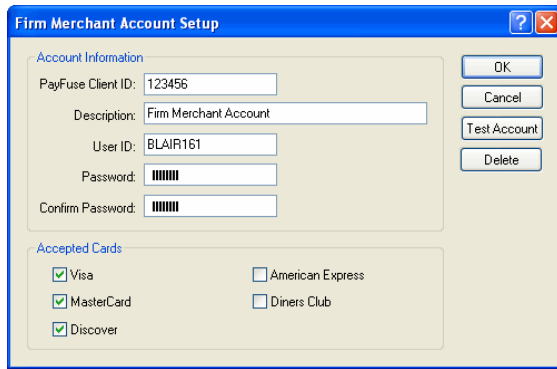 Firm Merchant Account Setup
Account Information
PayFuse Client ID: 123456
Description: Firm Merchant Account
User ID: BLAIR161
Password:
Confirm Password:
OK
Cancel
Test Account
Delete
Accepted Cards
Visa
American Express
MasterCard
Diners Club
Discover